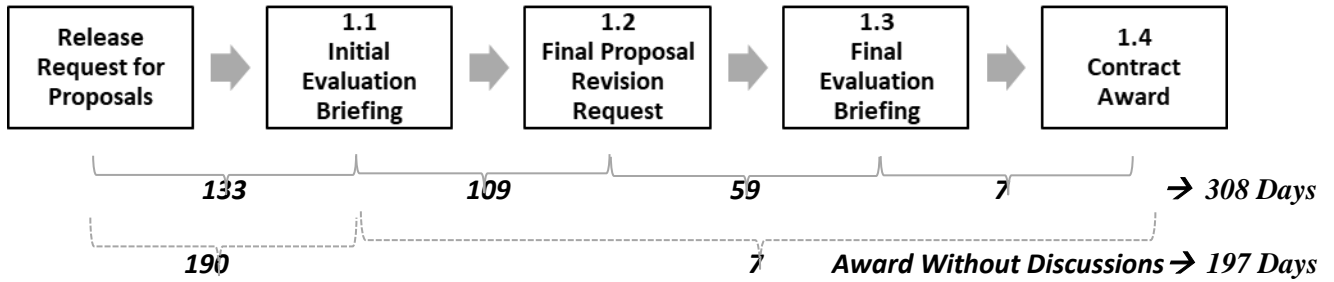 Release
Request for
Proposals
1.1
Initial
Evaluation
Briefing
1.2
Final Proposal
Revision
Request
1.3
Final
Evaluation
Briefing
1.4
Contract
Award
133 109 59 7 → 308 Days
190 7 Award Without Discussions → 197 Days